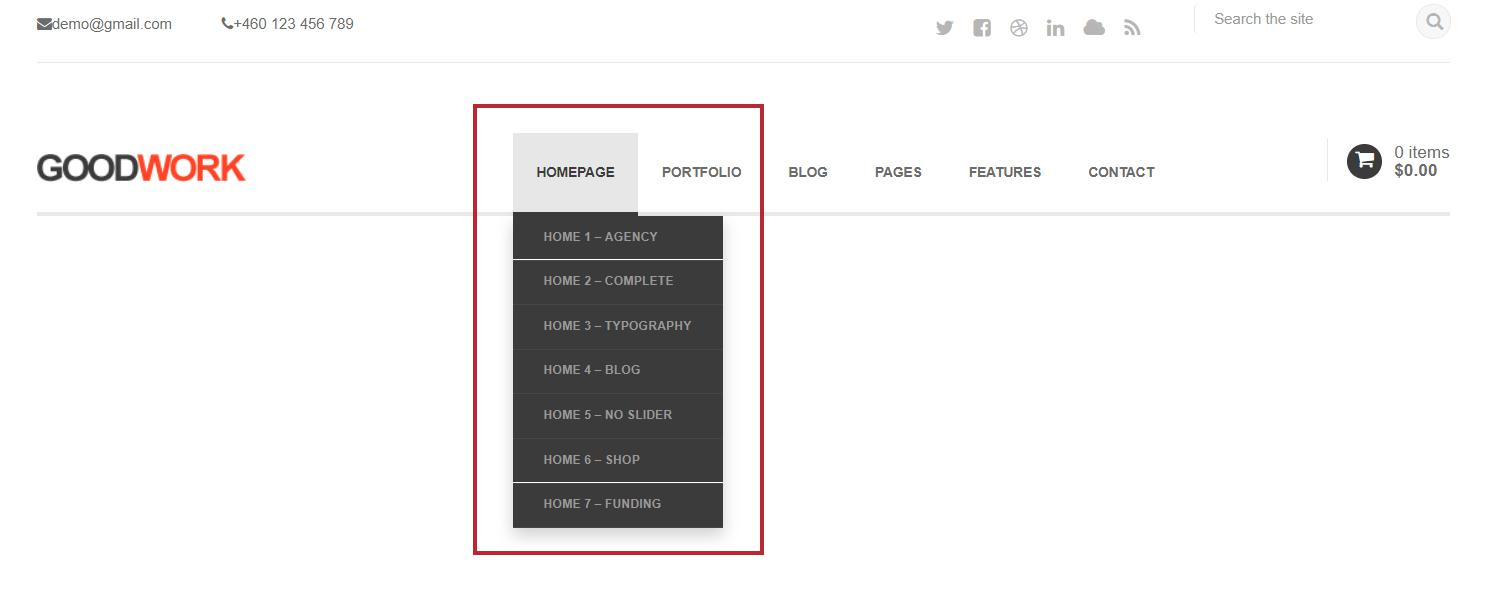 demo@gmail.com +460 123 456 789 Search the site
GOODWORK HOMEPAGE PORTFOLIO BLOG PAGES FEATURES CONTACT 0 items
$0.00
HOME 1 – AGENCY
HOME 2 – COMPLETE
HOME 3 – TYPOGRAPHY
HOME 4 – BLOG
HOME 5 – NO SLIDER
HOME 6 – SHOP
HOME 7 – FUNDING